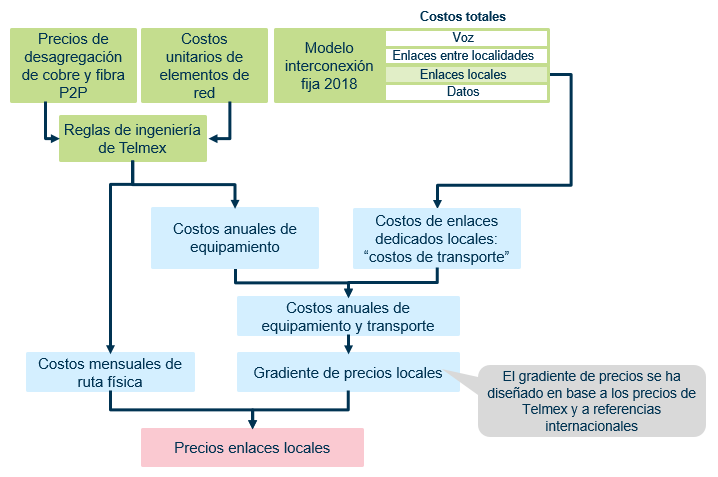 Costos totales
Precios de
desagregación
de cobre y fibra
P2P
Costos
unitarios de
elementos de
red
Modelo
interconexión
fija 2018
Voz
Enlaces entre localidades
Enlaces locales
Datos
Reglas de ingeniería
de Telmex
Costos anuales de
equipamiento
Costos de enlaces
dedicados locales:
“costos de transporte”
Costos anuales de
equipamiento y transporte
Costos mensuales de
ruta física
Gradiente de precios locales
El gradiente de precios se ha
diseñado en base a los precios de
Telmex y a referencias
internacionales
Precios enlaces locales